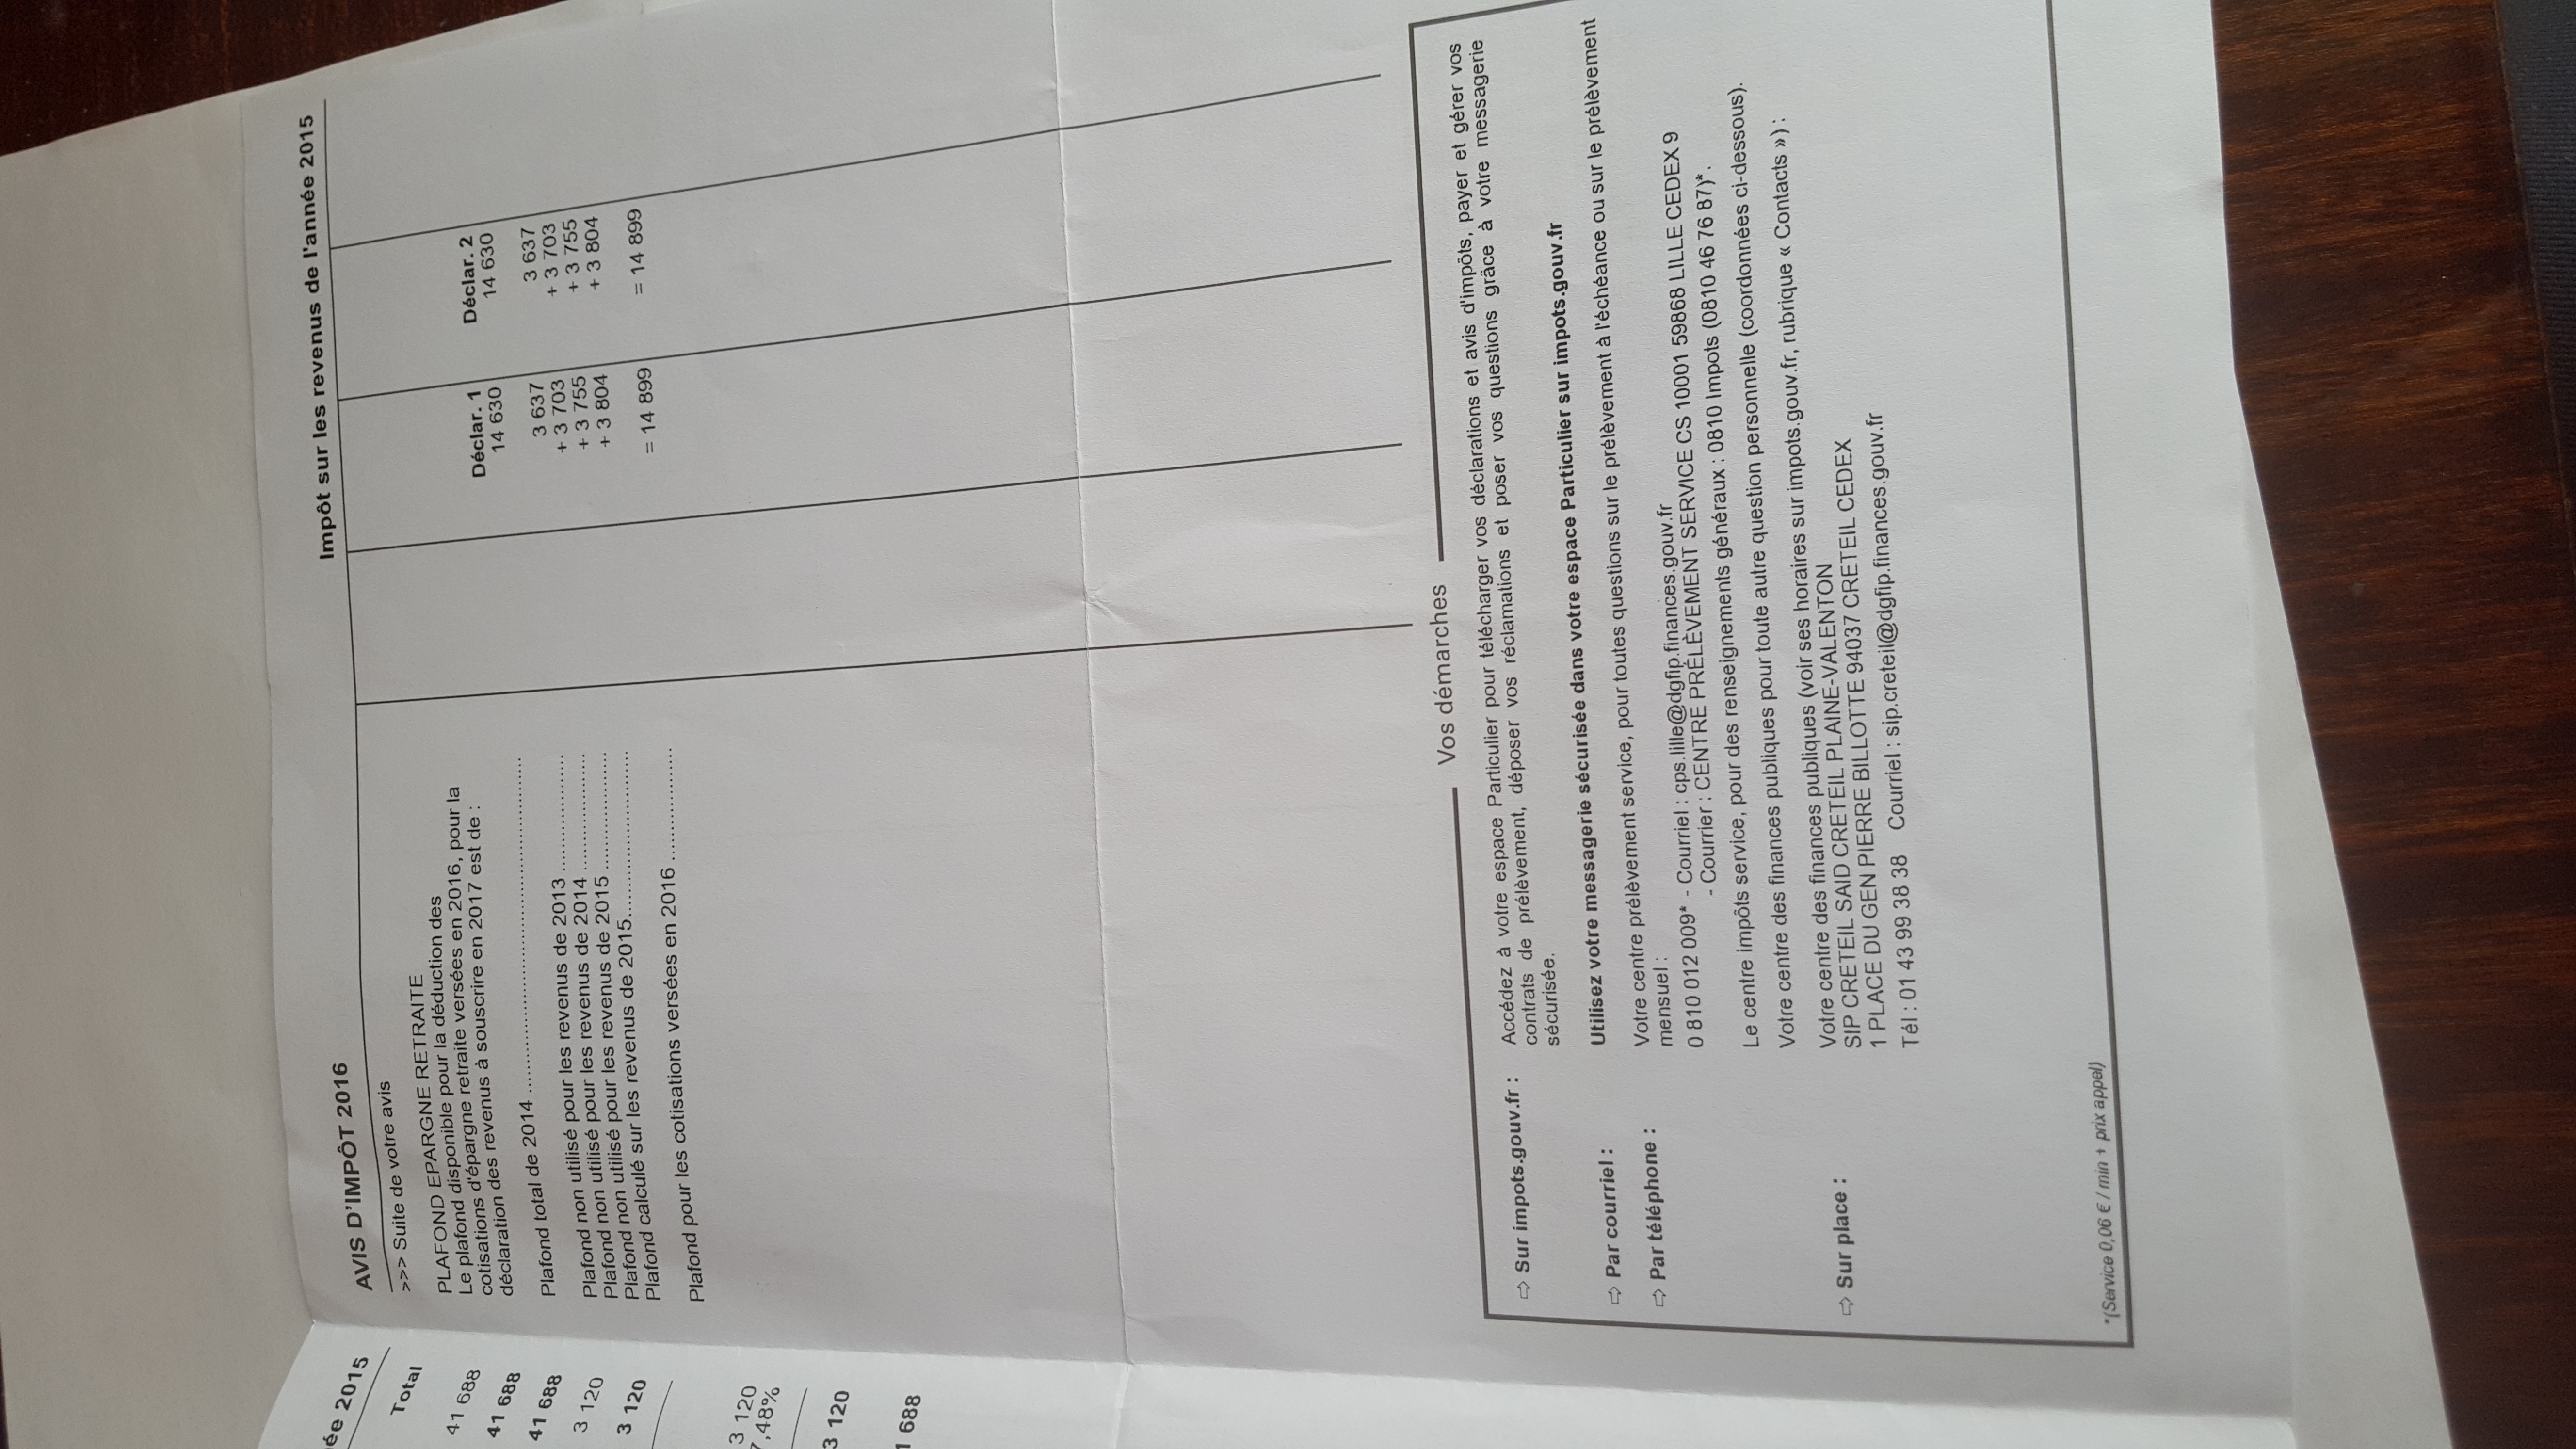 ée 2015
Total
41 688
41 688
41 688
3 120
3 120
3 120
7,48%
3 120
1 688
AVIS D'IMPÔT 2016
Impôt sur les revenus de l'année 2015
>>> Suite de votre avis
PLAFOND EPARGNE RETRAITE
Le plafond disponible pour la déduction des
cotisations d'épargne retraite versées en 2016, pour la
déclaration des revenus à souscrire en 2017 est de :
Déclar. 1 Déclar. 2
Plafond total de 2014 ........................................................ 14 630 14 630
Plafond non utilisé pour les revenus de 2013 .................... 3 637 3 637
Plafond non utilisé pour les revenus de 2014 .................... + 3 703 + 3 703
Plafond non utilisé pour les revenus de 2015 .................... + 3 755 + 3 755
Plafond calculé sur les revenus de 2015............................ + 3 804 + 3 804
Plafond pour les cotisations versées en 2016 ................... = 14 899 = 14 899
Vos démarches
⇨ Sur impots.gouv.fr : Accédez à votre espace Particulier pour télécharger vos déclarations et avis d'impôts, payer et gérer vos
contrats de prélèvement, déposer vos réclamations et poser vos questions grâce à votre messagerie
sécurisée.
⇨ Par courriel : Utilisez votre messagerie sécurisée dans votre espace Particulier sur impots.gouv.fr
⇨ Par téléphone : Votre centre prélèvement service, pour toutes questions sur le prélèvement à l'échéance ou sur le prélèvement
mensuel :
0 810 012 009* - Courriel : cps.lille@dgfip.finances.gouv.fr
- Courrier : CENTRE PRÉLÈVEMENT SERVICE CS 10001 59868 LILLE CEDEX 9
Le centre impôts service, pour des renseignements généraux : 0810 Impots (0810 46 76 87)*.
Votre centre des finances publiques pour toute autre question personnelle (coordonnées ci-dessous).
⇨ Sur place : Votre centre des finances publiques (voir ses horaires sur impots.gouv.fr, rubrique « Contacts ») :
SIP CRETEIL SAID CRETEIL PLAINE-VALENTON
1 PLACE DU GEN PIERRE BILLOTTE 94037 CRETEIL CEDEX
Tél : 01 43 99 38 38 Courriel : sip.creteil@dgfip.finances.gouv.fr
*(Service 0,06 € / min + prix appel)